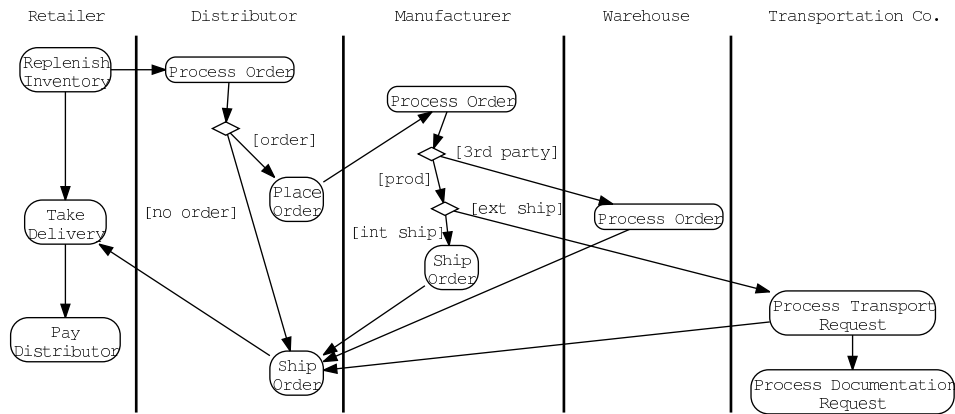 Retailer
Distributor
Manufacturer
Warehouse
Transportation Co.
Replenish
Inventory
Process Order
Process Order
[order]
[3rd party]
[prod]
Place
Order
[no order]
Take
Delivery
[ext ship]
Process Order
[int ship]
Ship
Order
Process Transport
Request
Pay
Distributor
Ship
Order
Process Documentation
Request